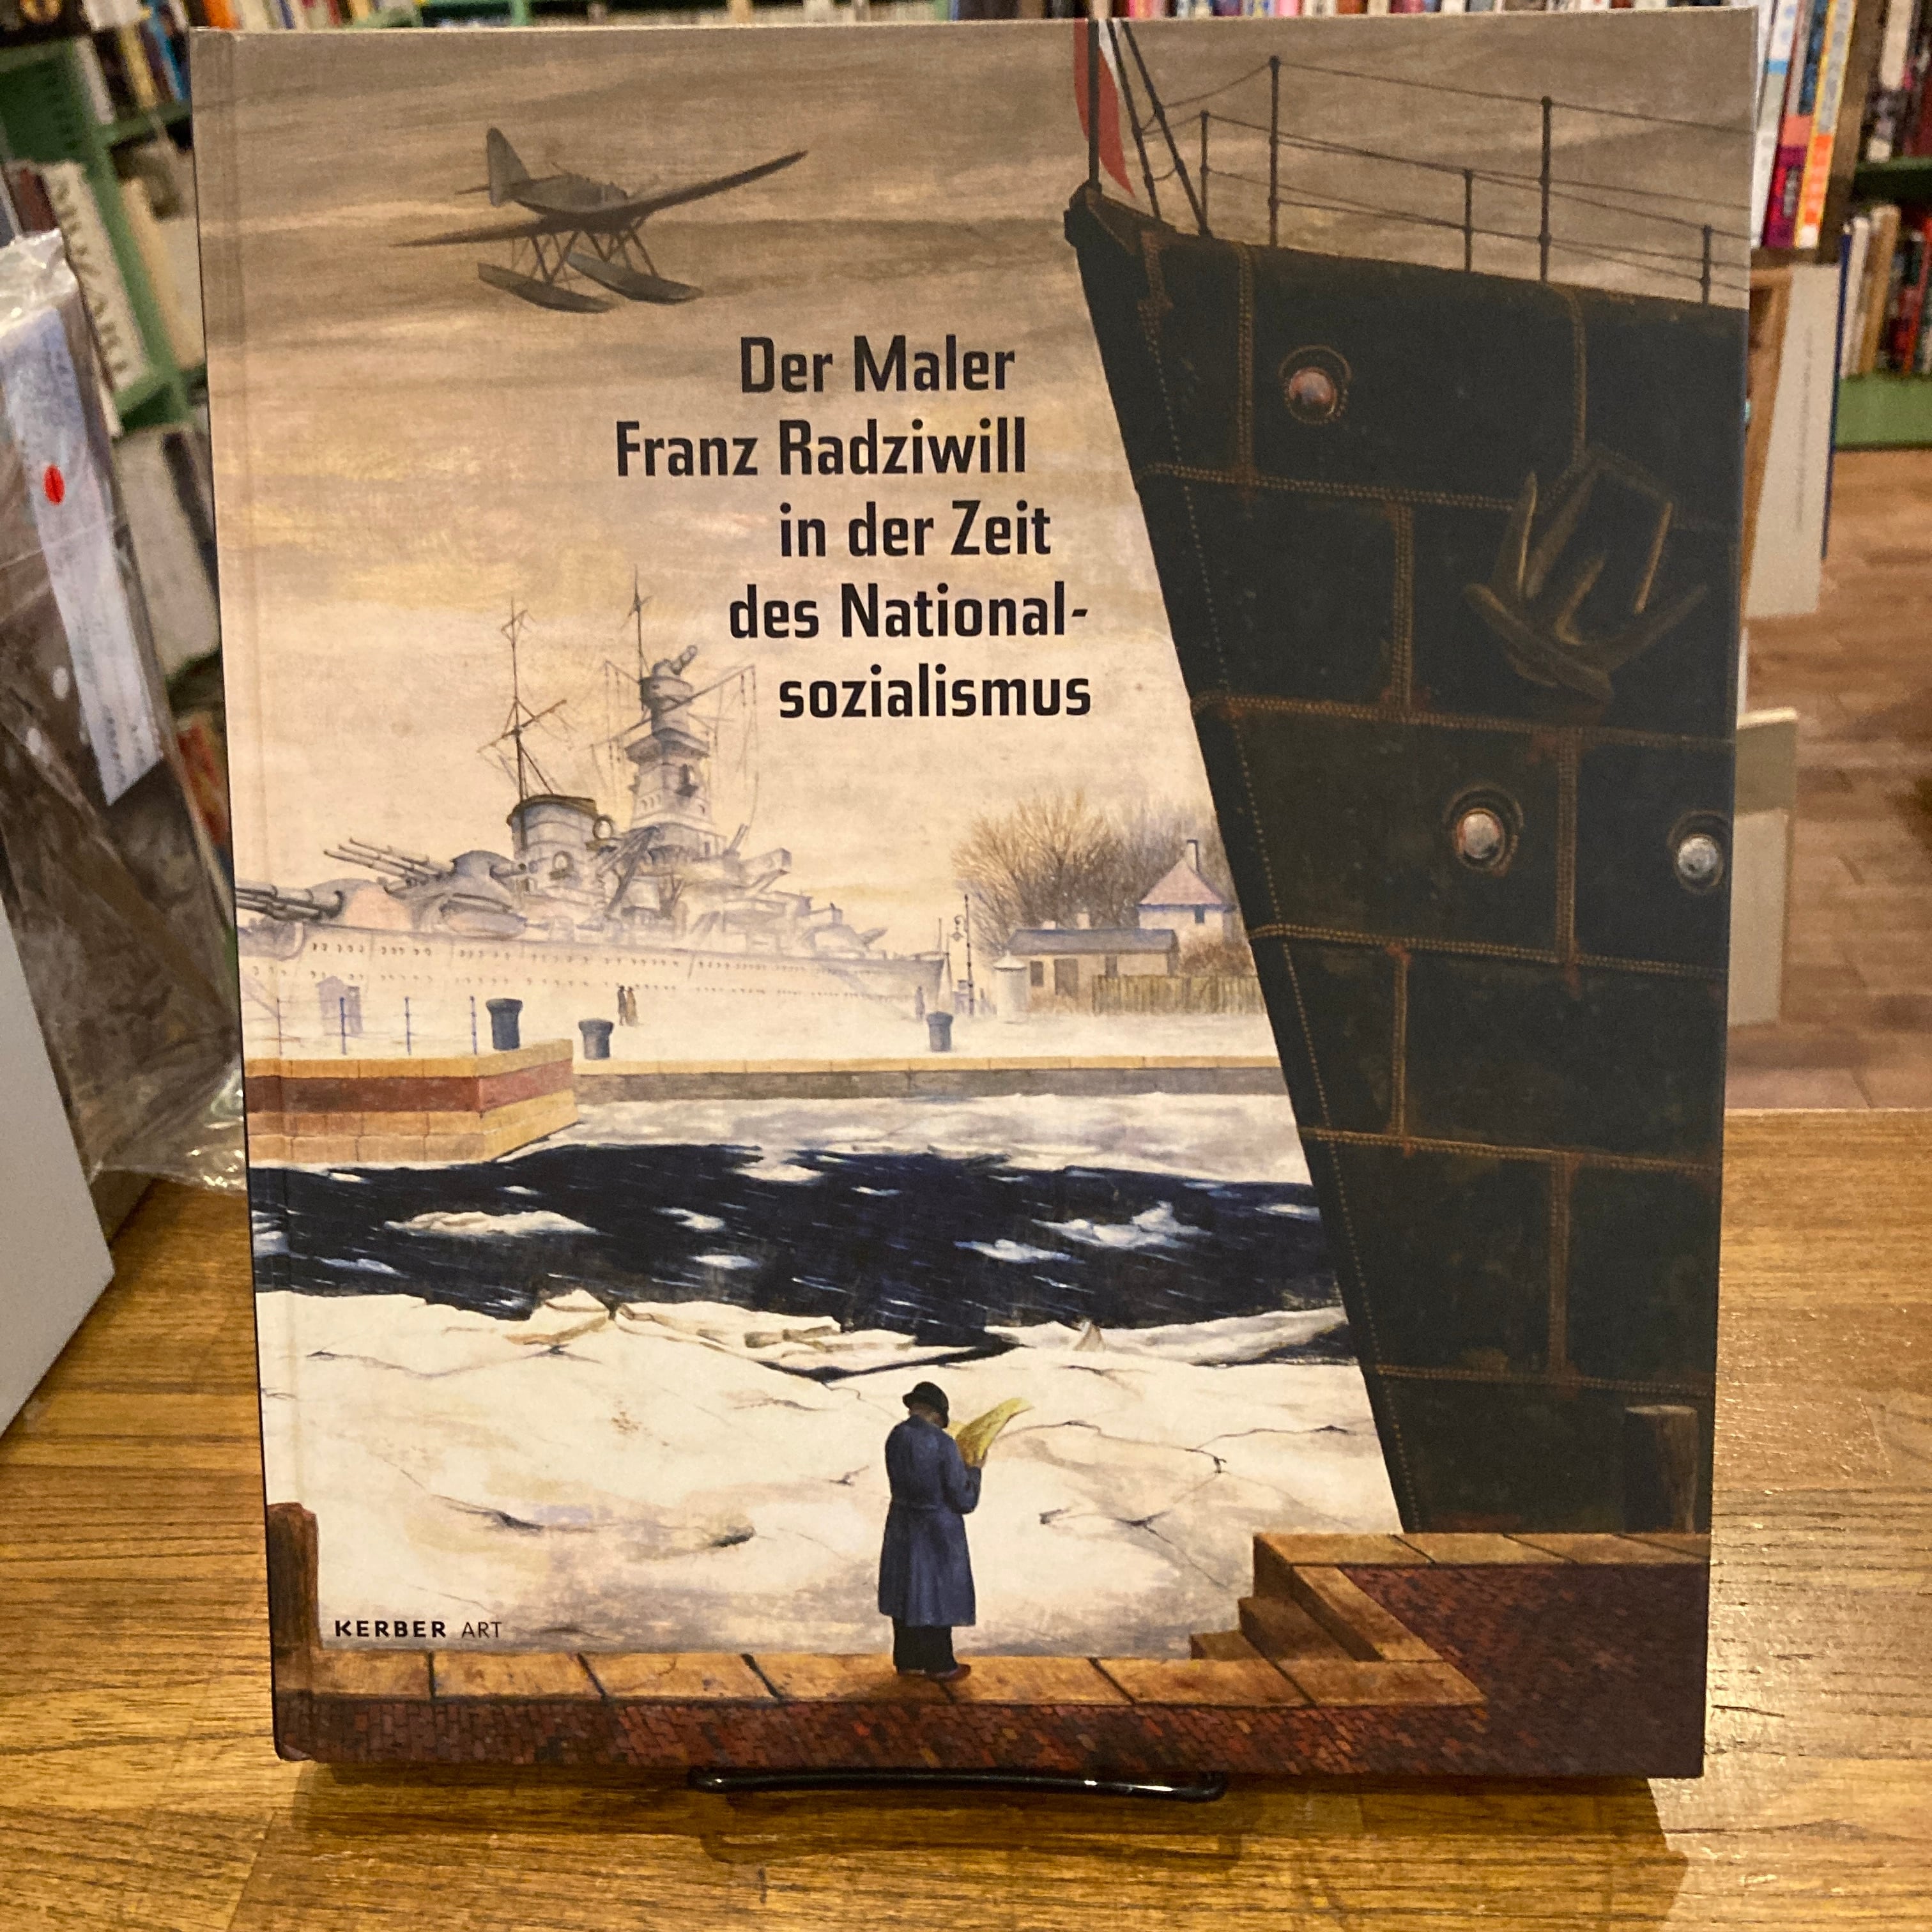 Der Maler
Franz Radziwill
in der Zeit
des National-
sozialismus
KERBER ART